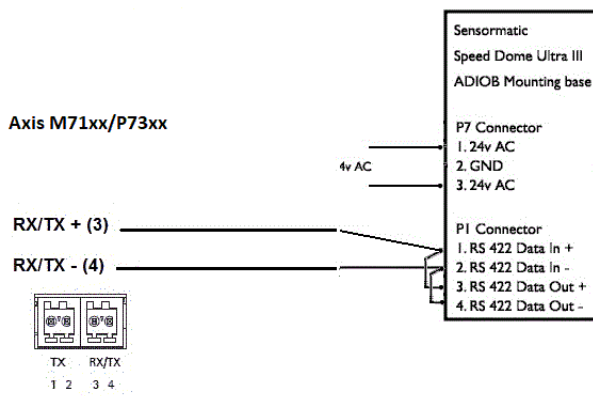 Sensormatic
Speed Dome Ultra III
ADIOB Mounting base
Axis M71xx/P73xx
P7 Connector
1. 24v AC
4v AC
2. GND
3. 24v AC
RX/TX + (3)
P1 Connector
1. RS 422 Data In +
RX/TX - (4)
2. RS 422 Data In -
3. RS 422 Data Out +
4. RS 422 Data Out -
TX RX/TX
1 2 3 4